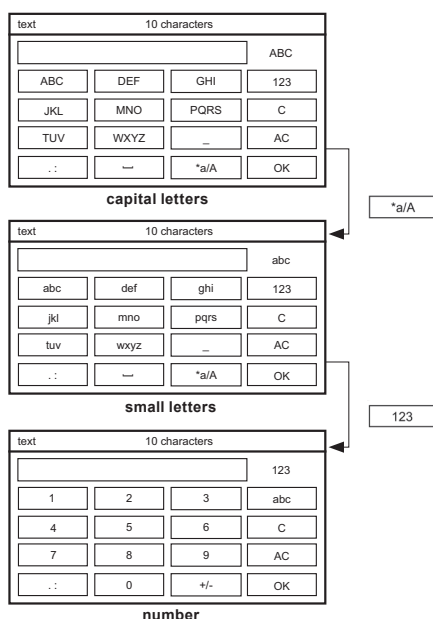 text 10 characters
ABC
ABC DEF GHI 123
JKL MNO PQRS C
TUV WXYZ _ AC
. : ⎵ *a/A OK
capital letters
*a/A
text 10 characters
abc
abc def ghi 123
jkl mno pqrs C
tuv wxyz _ AC
. : ⎵ *a/A OK
small letters
123
text 10 characters
123
1 2 3 abc
4 5 6 C
7 8 9 AC
. : 0 +/- OK
number